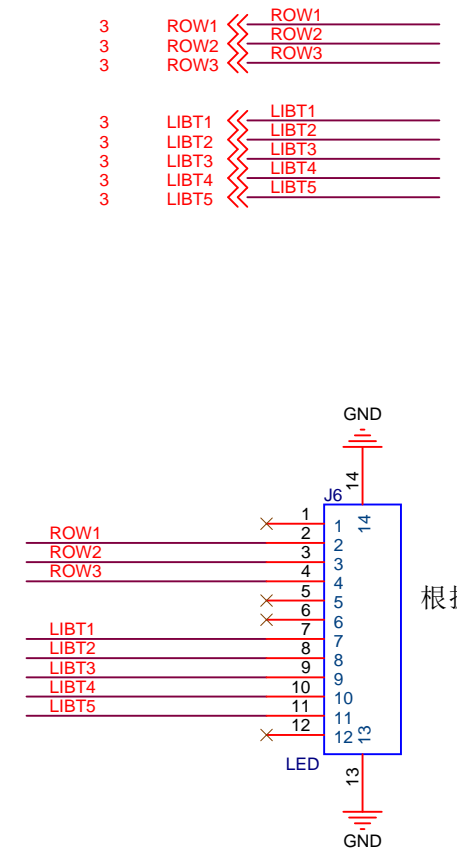 3 ROW1 ROW1
3 ROW2 ROW2
3 ROW3 ROW3
3 LIBT1 LIBT1
3 LIBT2 LIBT2
3 LIBT3 LIBT3
3 LIBT4 LIBT4
3 LIBT5 LIBT5
GND
14
J6
14
1 1
ROW1 2 2
ROW2 3 3
ROW3 4 4
5 5
6 6
根
LIBT1 7 7
LIBT2 8 8
LIBT3 9 9
LIBT4 10 10
LIBT5 11 11
12 12
13
LED
13
GND